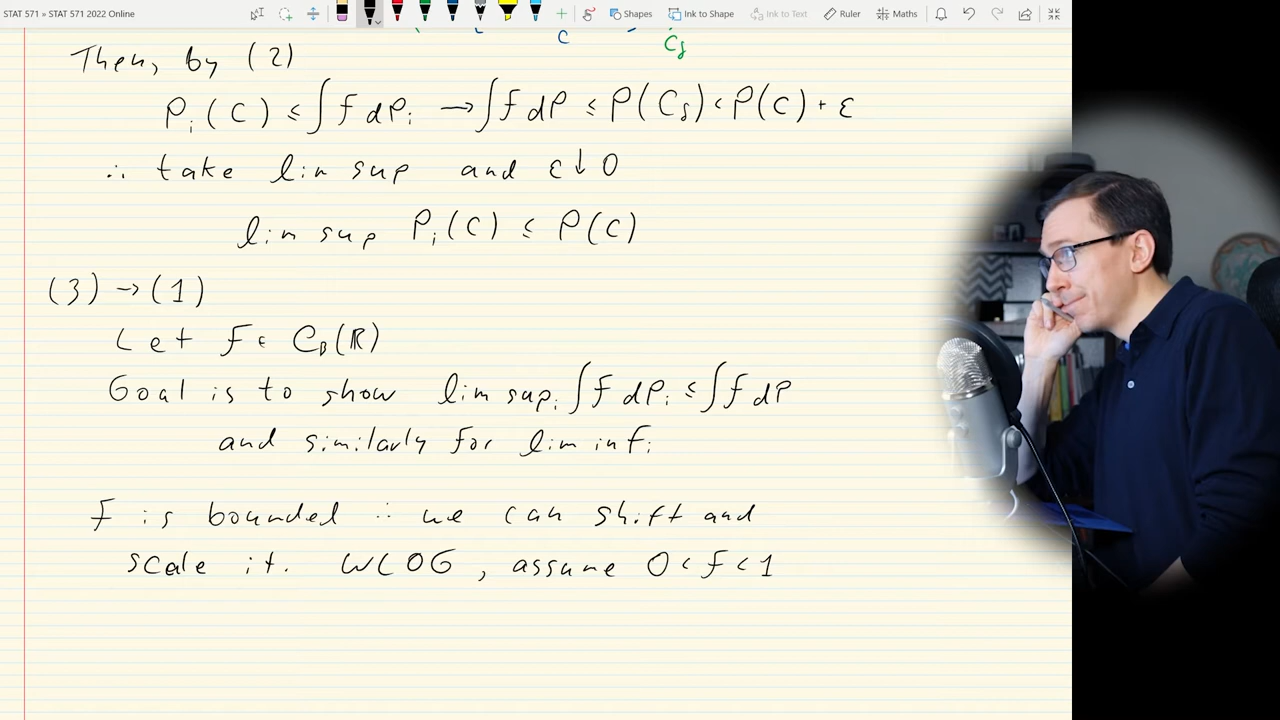 STAT 571 » STAT 571 2022 Online
Shapes
Ink to Shape
Ink to Text
Ruler
Maths
C
C_δ
Then, by (2)
P_i(C) ≤ ∫ f dP_i → ∫ f dP ≤ P(C_δ) < P(C) + ε
∴ take lim sup and ε↓0
lim sup P_i(C) ≤ P(C)
(3) → (1)
Let f ∈ C_B(ℝ)
Goal is to show lim sup_i ∫ f dP_i ≤ ∫ f dP
and similarly for lim inf_i
f is bounded ∴ we can shift and
scale it. WLOG, assume 0 < f < 1